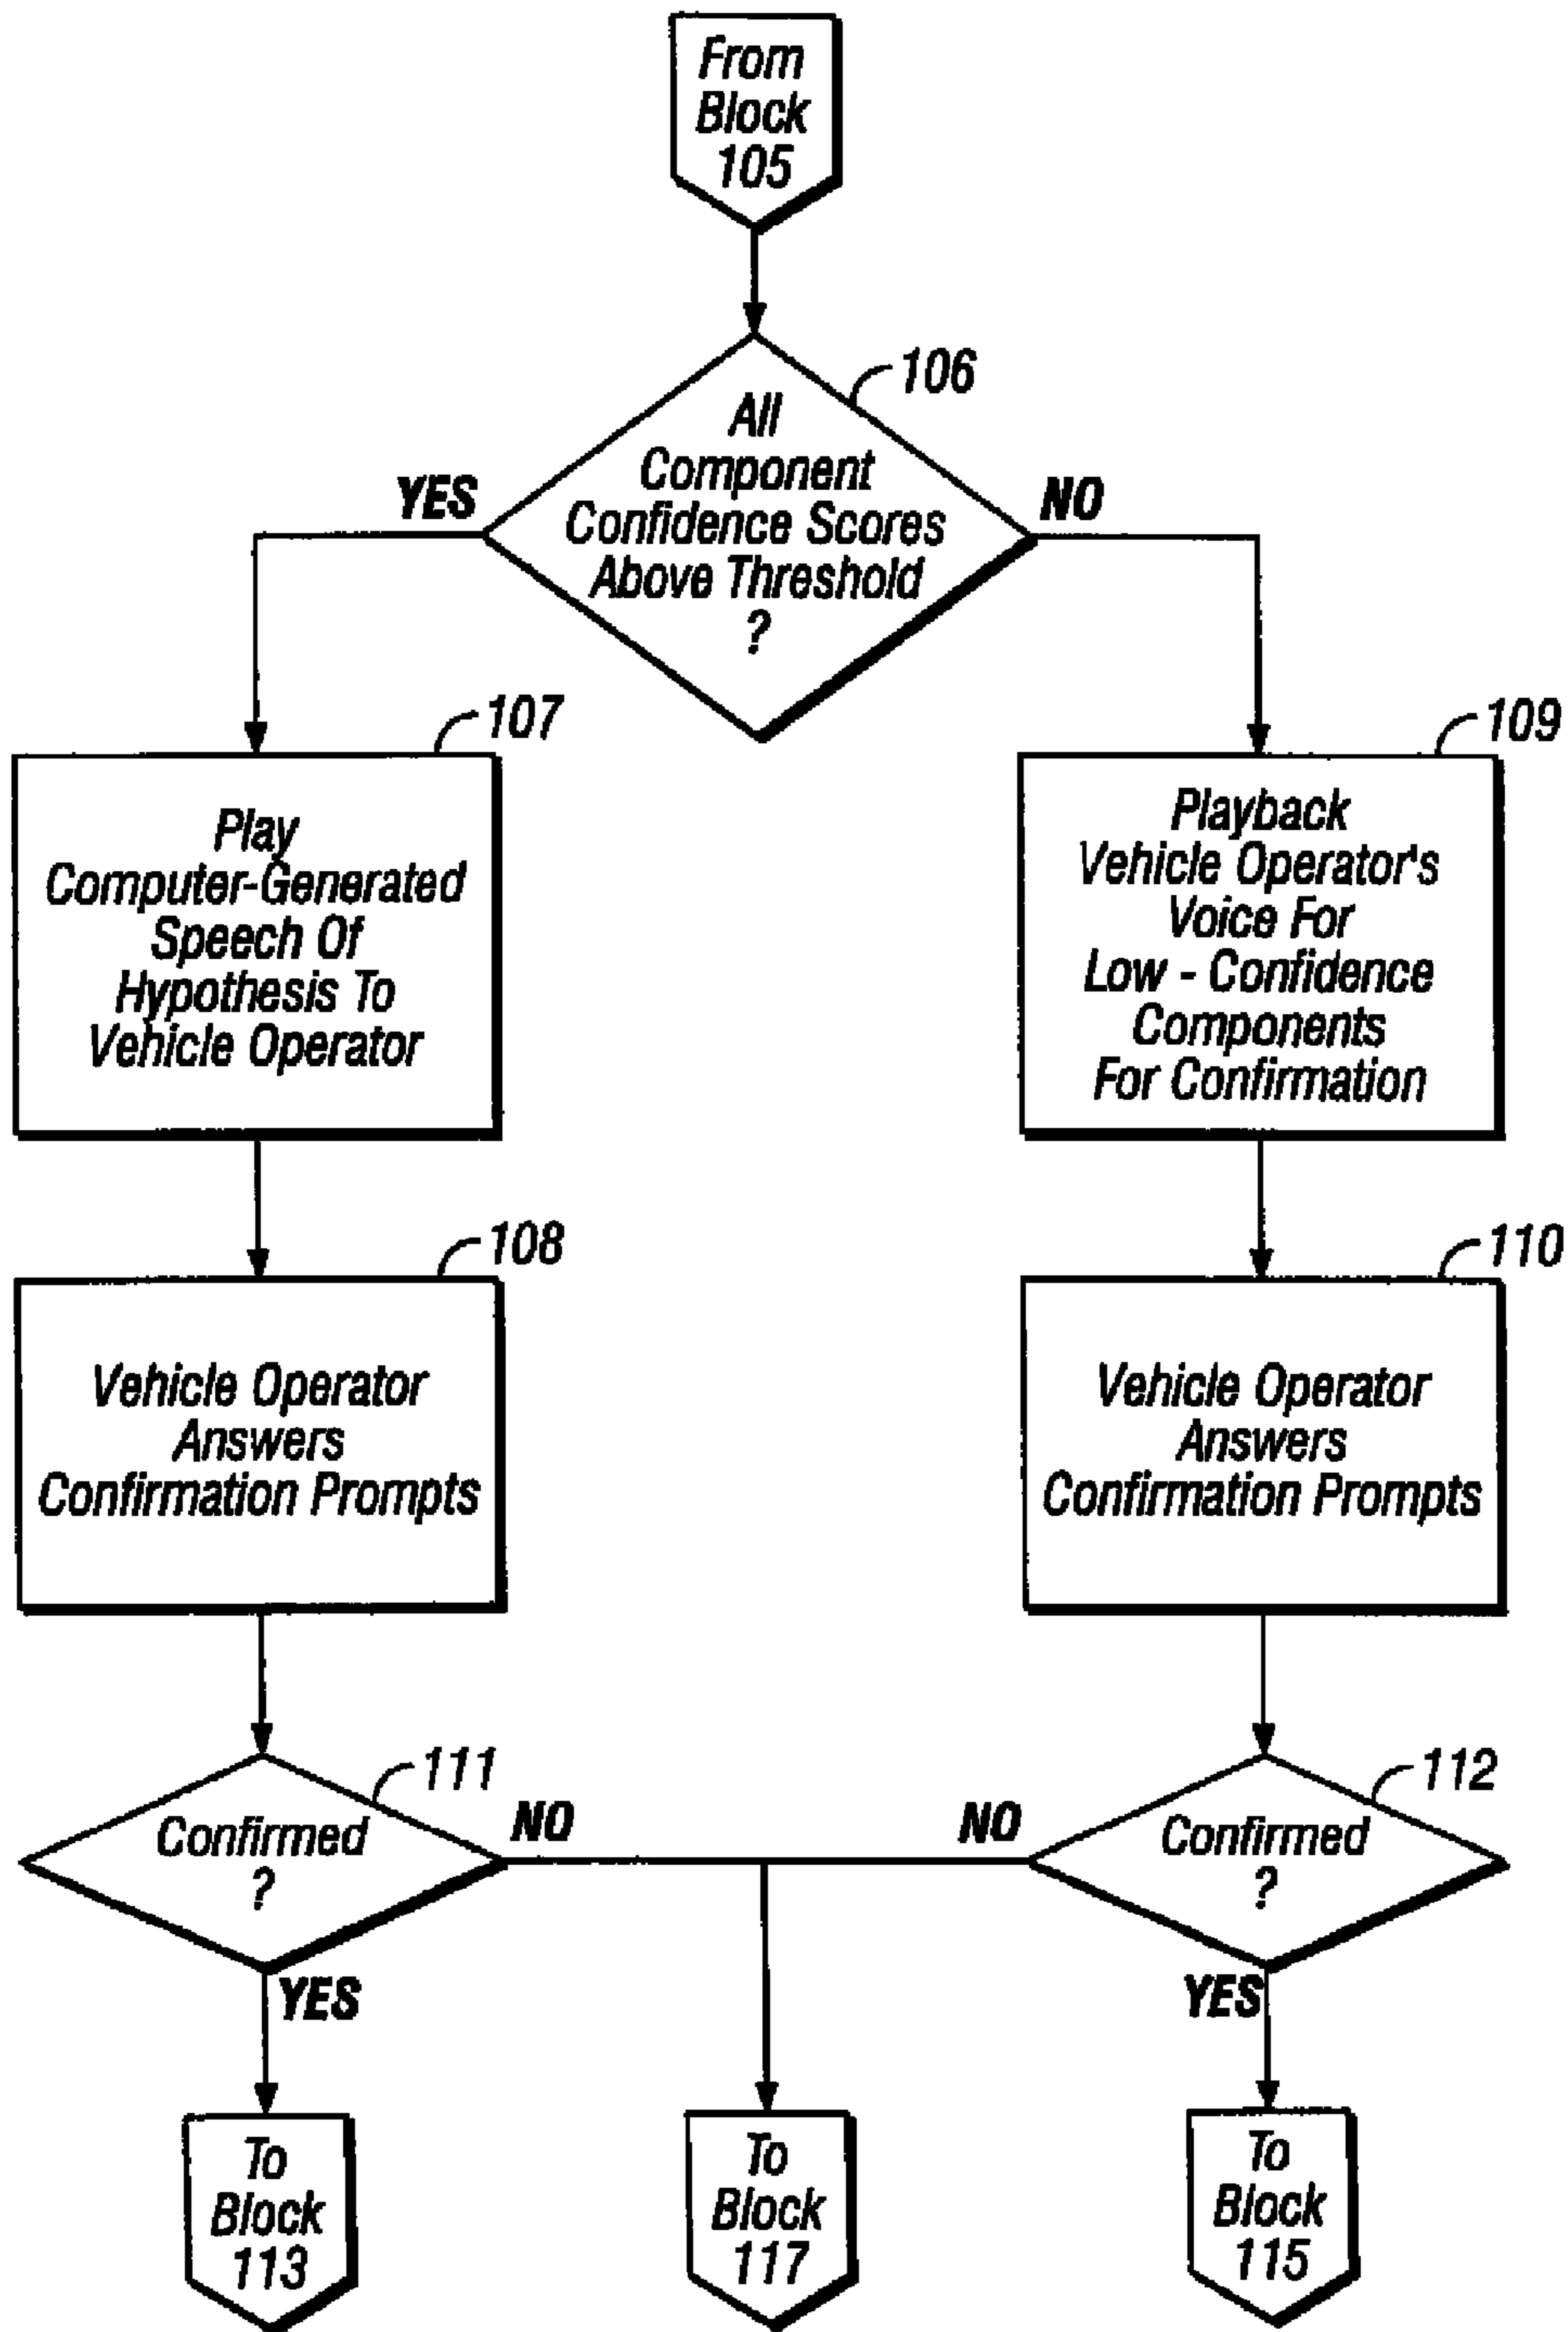 From
Block
105
106
All
Component
Confidence Scores
Above Threshold
?
YES
NO
107
Play
Computer-Generated
Speech Of
Hypothesis To
Vehicle Operator
109
Playback
Vehicle Operator's
Voice For
Low - Confidence
Components
For Confirmation
108
Vehicle Operator
Answers
Confirmation Prompts
110
Vehicle Operator
Answers
Confirmation Prompts
111
Confirmed
?
NO
YES
112
Confirmed
?
NO
YES
To
Block
113
To
Block
117
To
Block
115